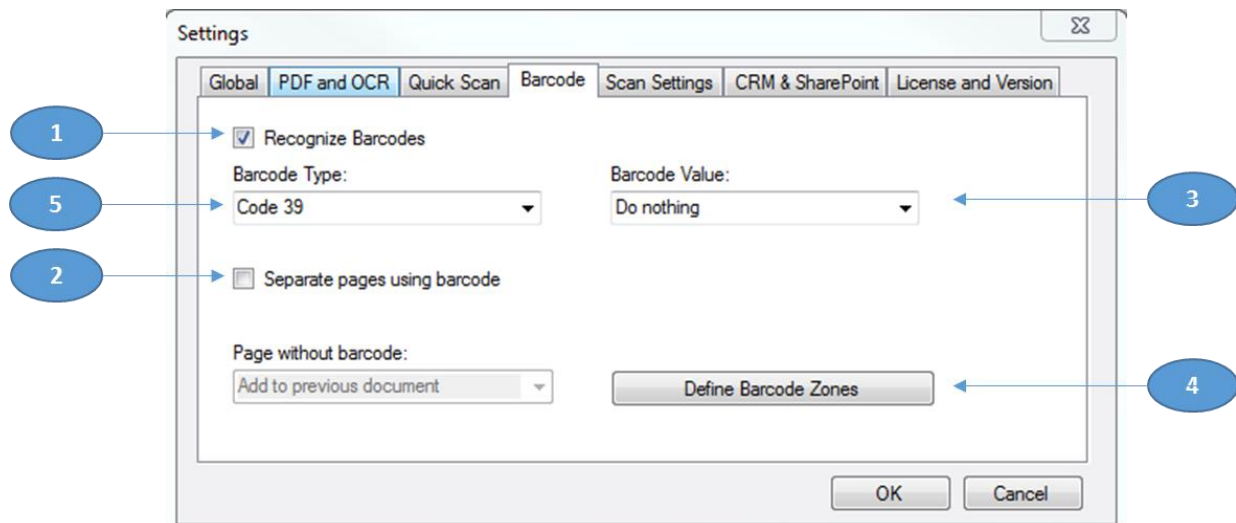 Settings
Global PDF and OCR Quick Scan Barcode Scan Settings CRM & SharePoint License and Version
1 Recognize Barcodes
Barcode Type: Barcode Value:
5 Code 39 Do nothing 3
2 Separate pages using barcode
Page without barcode:
Add to previous document Define Barcode Zones 4
OK Cancel